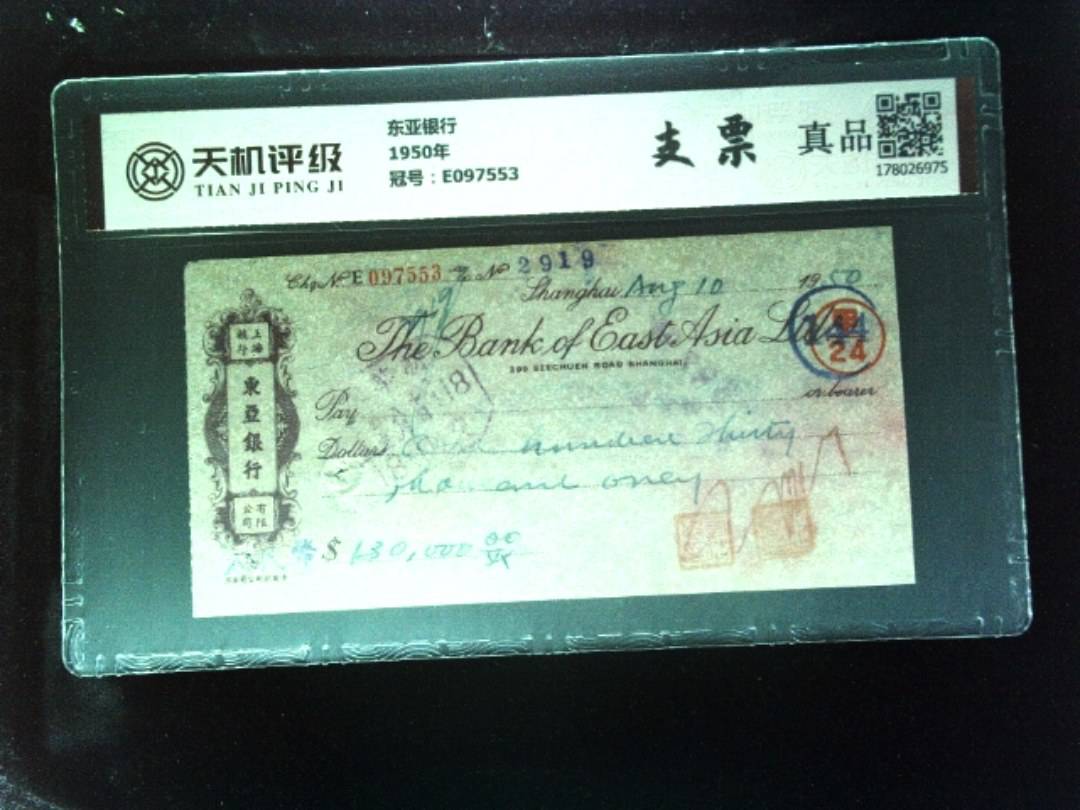 天机评级
TIAN JI PING JI
东亚银行
1950年
冠号：E097553
支票
真品
178026975
Chq. № E 097553 № 2919
Shanghai Aug 10 1950
The Bank of East Asia Ltd.
299 SZECHUEN ROAD SHANGHAI.
Pay or bearer
Dollars One Hundred Thirty
Thousand only
$ 130,000.00
上海
東亞銀行
有限
公司
24